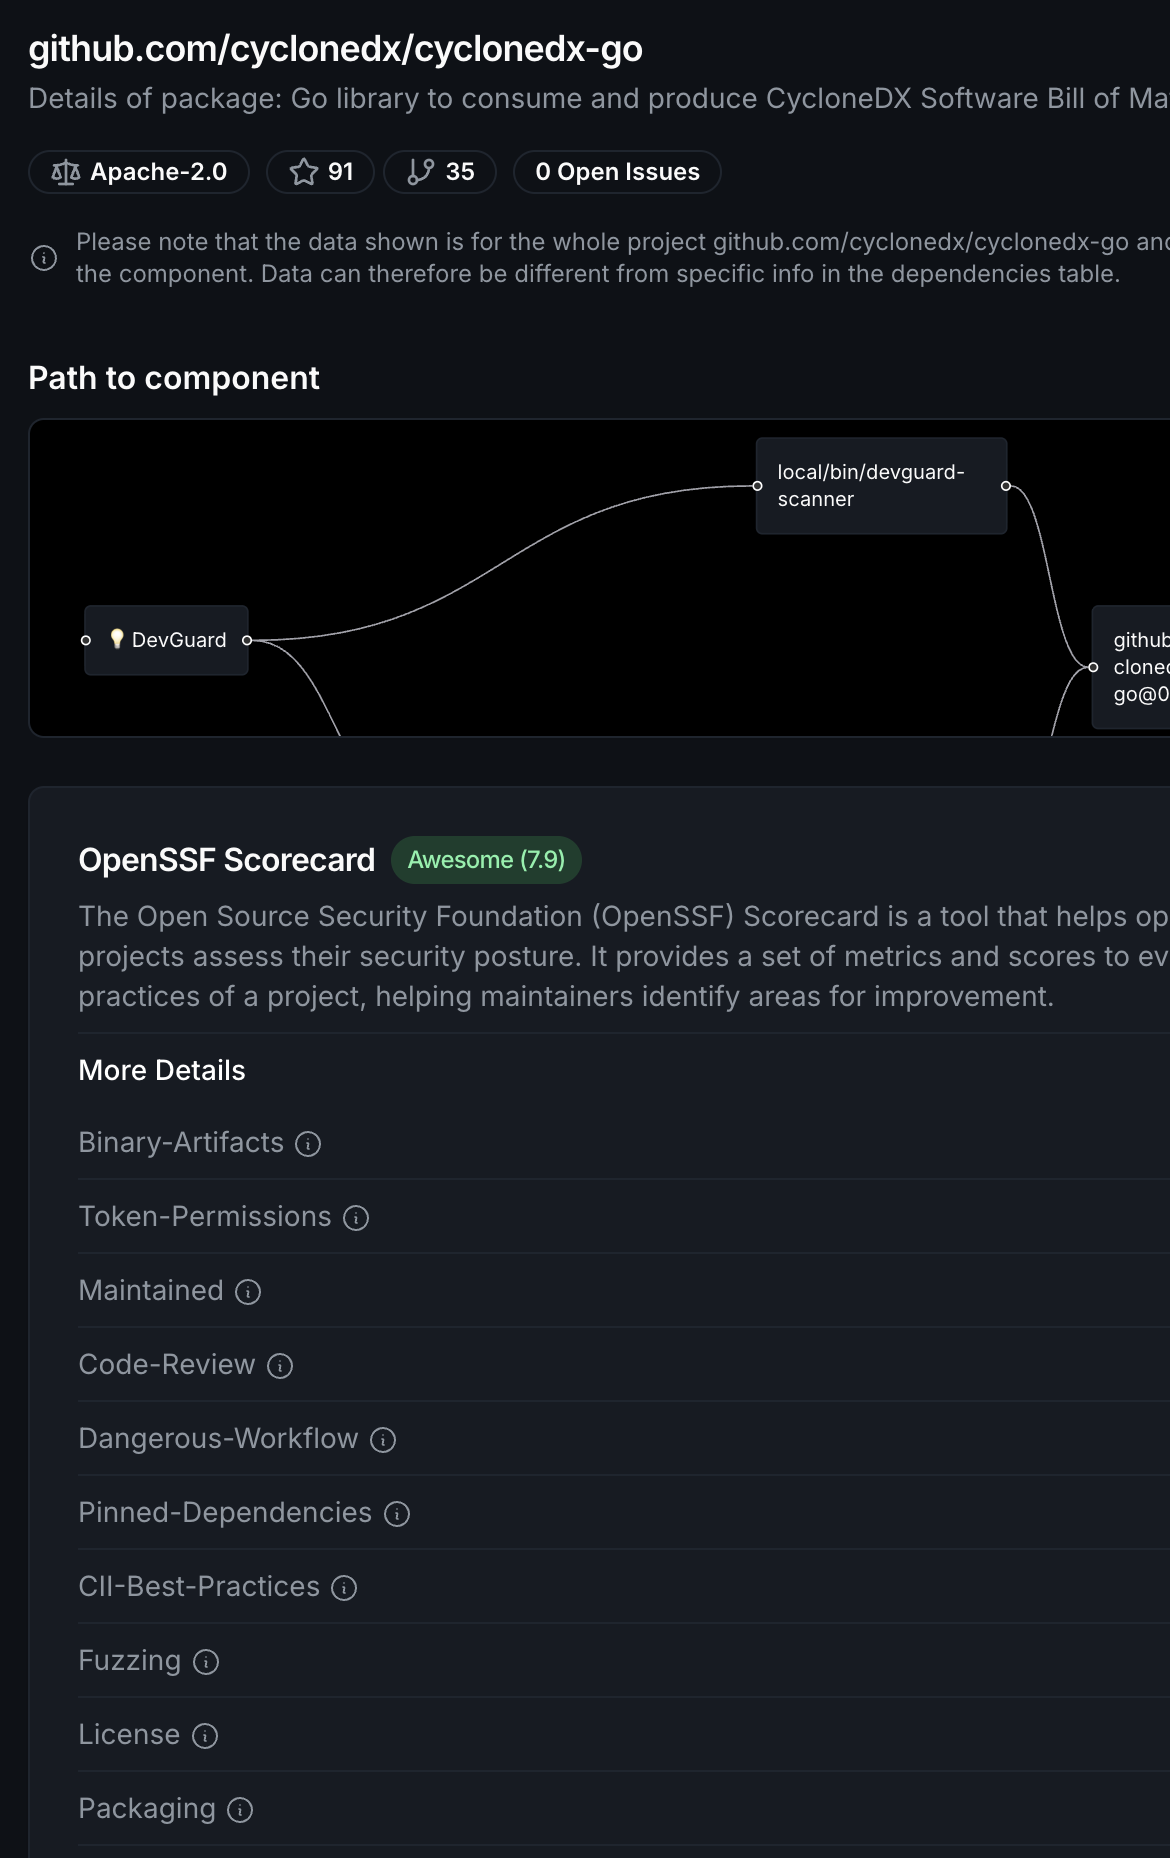 github.com/cyclonedx/cyclonedx-go
Details of package: Go library to consume and produce CycloneDX Software Bill of Ma
Apache-2.0 91 35 0 Open Issues
Please note that the data shown is for the whole project github.com/cyclonedx/cyclonedx-go and
the component. Data can therefore be different from specific info in the dependencies table.
Path to component
local/bin/devguard-
scanner
DevGuard
github
cloned
go@0
OpenSSF Scorecard Awesome (7.9)
The Open Source Security Foundation (OpenSSF) Scorecard is a tool that helps op
projects assess their security posture. It provides a set of metrics and scores to ev
practices of a project, helping maintainers identify areas for improvement.
More Details
Binary-Artifacts
Token-Permissions
Maintained
Code-Review
Dangerous-Workflow
Pinned-Dependencies
CII-Best-Practices
Fuzzing
License
Packaging